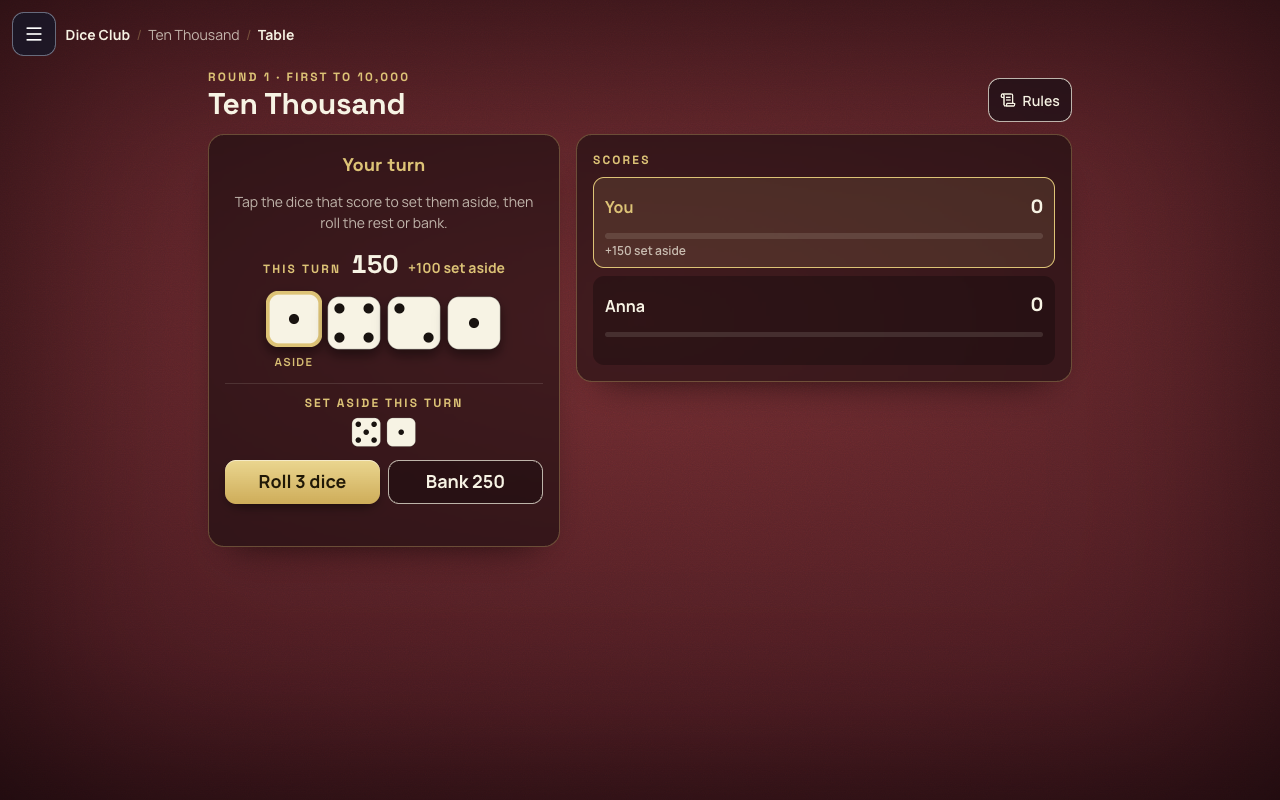 Dice Club / Ten Thousand / Table
ROUND 1 · FIRST TO 10,000
Ten Thousand
Rules
Your turn
Tap the dice that score to set them aside, then
roll the rest or bank.
THIS TURN 150 +100 set aside
ASIDE
SET ASIDE THIS TURN
Roll 3 dice
Bank 250
SCORES
You 0
+150 set aside
Anna 0